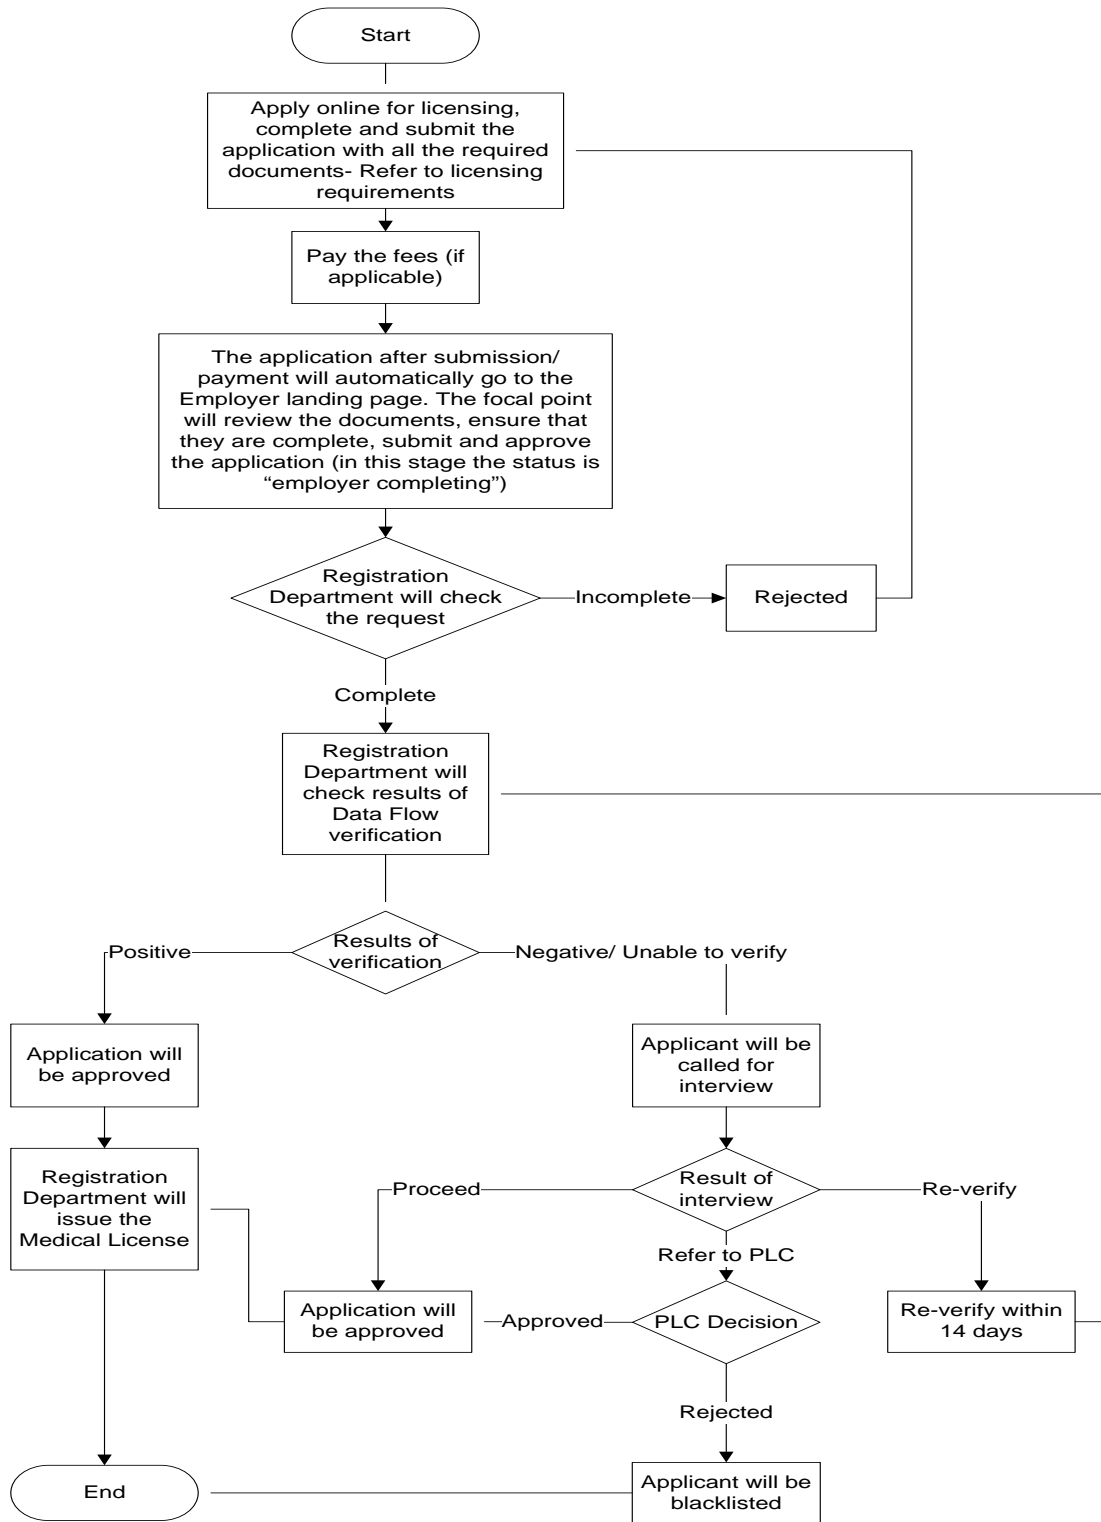 Start
Apply online for licensing,
complete and submit the
application with all the required
documents- Refer to licensing
requirements
Pay the fees (if
applicable)
The application after submission/
payment will automatically go to the
Employer landing page. The focal point
will review the documents, ensure that
they are complete, submit and approve
the application (in this stage the status is
“employer completing”)
Registration
Department will check
the request
Incomplete
Rejected
Complete
Registration
Department will
check results of
Data Flow
verification
Results of
verification
Positive
Negative/ Unable to verify
Application will
be approved
Applicant will be
called for
interview
Registration
Department will
issue the
Medical License
Proceed
Result of
interview
Re-verify
Refer to PLC
Application will
be approved
Approved
PLC Decision
Re-verify within
14 days
Rejected
End
Applicant will be
blacklisted